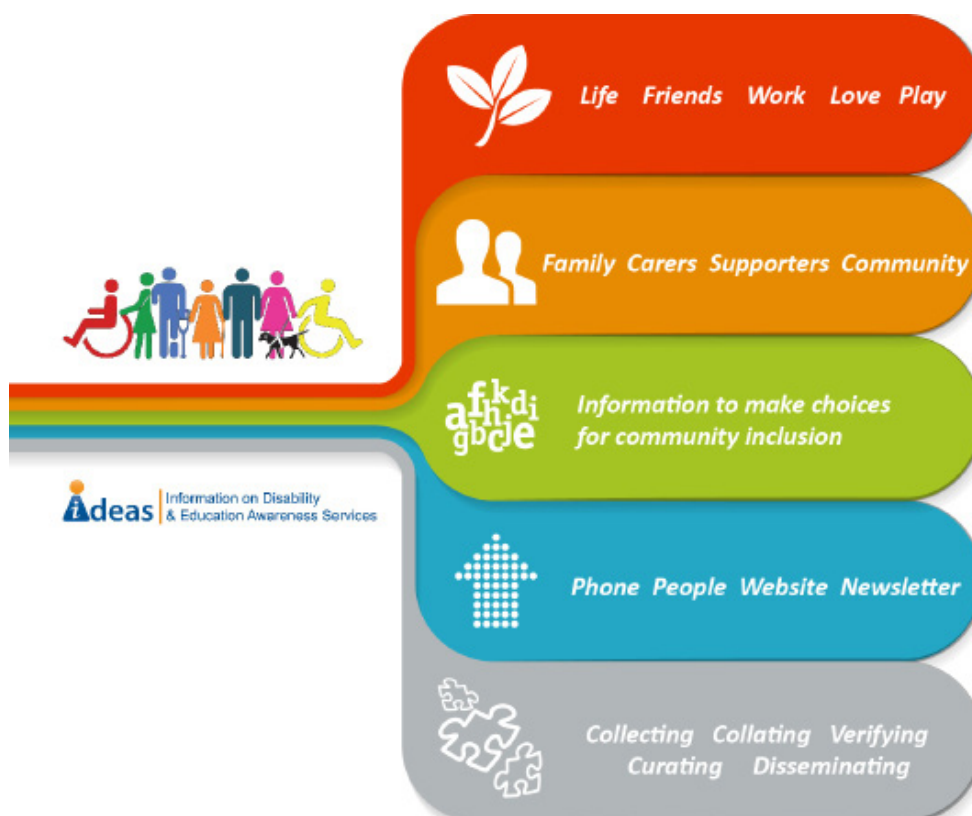 Life Friends Work Love Play
Family Carers Supporters Community
afhkdi
gbcje
Information to make choices
for community inclusion
ideas
Information on Disability
& Education Awareness Services
Phone People Website Newsletter
Collecting Collating Verifying
Curating Disseminating